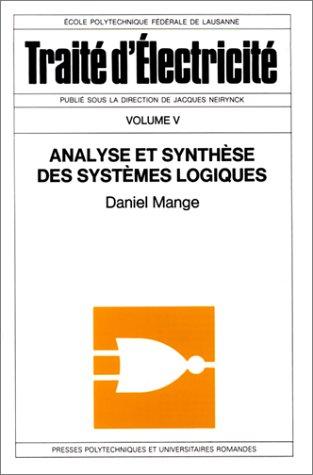 ÉCOLE POLYTECHNIQUE FÉDÉRALE DE LAUSANNE
Traité d'Électricité
PUBLIÉ SOUS LA DIRECTION DE JACQUES NEIRYNCK
VOLUME V
ANALYSE ET SYNTHÈSE
DES SYSTÈMES LOGIQUES
Daniel Mange
PRESSES POLYTECHNIQUES ET UNIVERSITAIRES ROMANDES